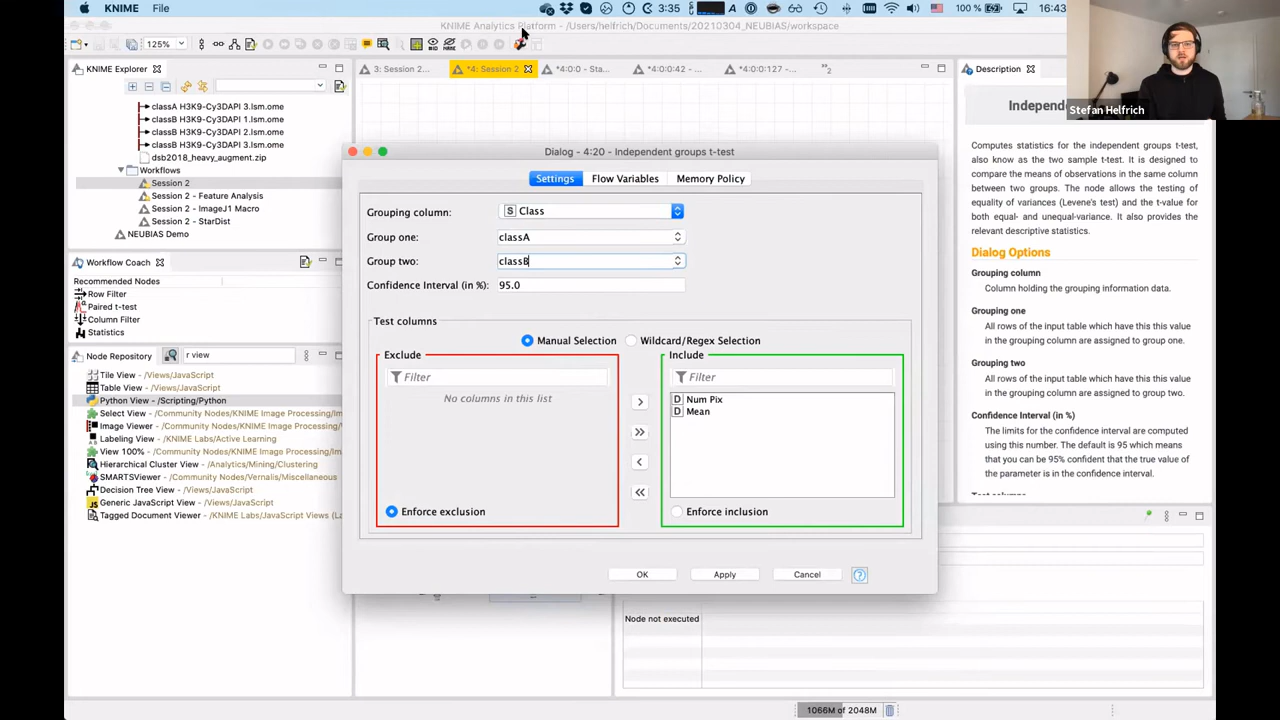 KNIME File
3:35
100 % 16:43
KNIME Analytics Platform - /Users/helfrich/Documents/20210304_NEUBIAS/workspace
125%
KNIME Explorer
3: Session 2...
*4: Session 2
*4:0:0 - Sta...
*4:0:0:42 - ...
*4:0:0:127 - ...
»2
Description
Stefan Helfrich
classA H3K9-Cy3DAPI 3.lsm.ome
classB H3K9-Cy3DAPI 1.lsm.ome
classB H3K9-Cy3DAPI 2.lsm.ome
classB H3K9-Cy3DAPI 3.lsm.ome
dsb2018_heavy_augment.zip
Workflows
Session 2
Session 2 - Feature Analysis
Session 2 - ImageJ1 Macro
Session 2 - StarDist
NEUBIAS Demo
Workflow Coach
Recommended Nodes
Row Filter
Paired t-test
Column Filter
Statistics
Node Repository
r view
Tile View - /Views/JavaScript
Table View - /Views/JavaScript
Python View - /Scripting/Python
Select View - /Community Nodes/KNIME Image Processing/Im
Image Viewer - /Community Nodes/KNIME Image Processing/I
Labeling View - /KNIME Labs/Active Learning
View 100% - /Community Nodes/KNIME Image Processing/Im
Hierarchical Cluster View - /Analytics/Mining/Clustering
SMARTSViewer - /Community Nodes/Vernalis/Miscellaneous
Decision Tree View - /Views/JavaScript
Generic JavaScript View - /Views/JavaScript
Tagged Document Viewer - /KNIME Labs/JavaScript Views (La
Dialog - 4:20 - Independent groups t-test
Settings Flow Variables Memory Policy
Grouping column: S Class
Group one: classA
Group two: classB
Confidence Interval (in %): 95.0
Test columns
Manual Selection Wildcard/Regex Selection
Exclude
Filter
No columns in this list
Enforce exclusion
Include
Filter
D Num Pix
D Mean
Enforce inclusion
OK Apply Cancel ?
Computes statistics for the independent groups t-test,
also know as the two sample t-test. It is designed to
compare the means of observations in the same column
between two groups. The node allows the testing of
equality of variances (Levene's test) and the t-value for
both equal- and unequal-variance. It also provides the
relevant descriptive statistics.
Dialog Options
Grouping column
Column holding the grouping information data.
Grouping one
All rows of the input table which have this this value
in the grouping column are assigned to group one.
Grouping two
All rows of the input table which have this this value
in the grouping column are assigned to group two.
Confidence Interval (in %)
The limits for the confidence interval are computed
using this number. The default is 95 which means
that you can be 95% confident that the true value of
the parameter is in the confidence interval.
Node not executed
1066M of 2048M